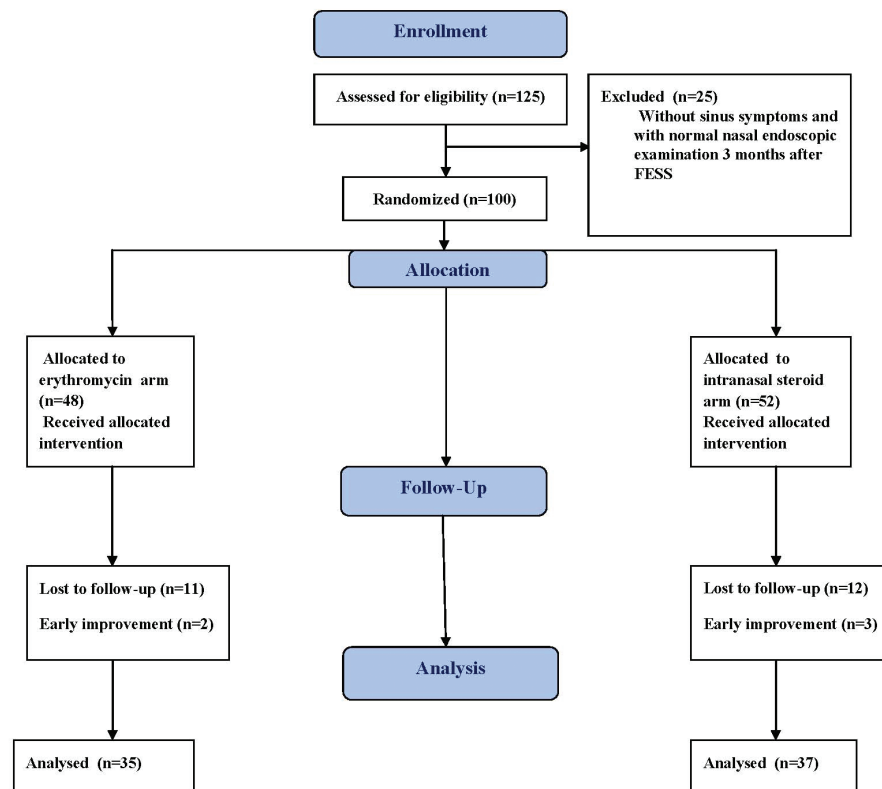 Enrollment
Assessed for eligibility (n=125)
Excluded (n=25)
Without sinus symptoms and
with normal nasal endoscopic
examination 3 months after
FESS
Randomized (n=100)
Allocation
Allocated to
erythromycin arm
(n=48)
Received allocated
intervention
Allocated to
intranasal steroid
arm (n=52)
Received allocated
intervention
Follow-Up
Lost to follow-up (n=11)
Early improvement (n=2)
Lost to follow-up (n=12)
Early improvement (n=3)
Analysis
Analysed (n=35)
Analysed (n=37)